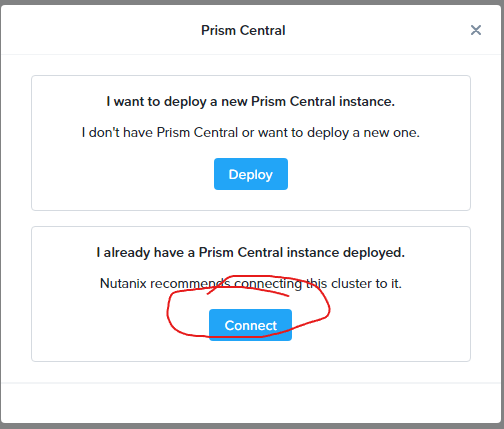 Prism Central
I want to deploy a new Prism Central instance.
I don't have Prism Central or want to deploy a new one.
Deploy
I already have a Prism Central instance deployed.
Nutanix recommends connecting this cluster to it.
Connect